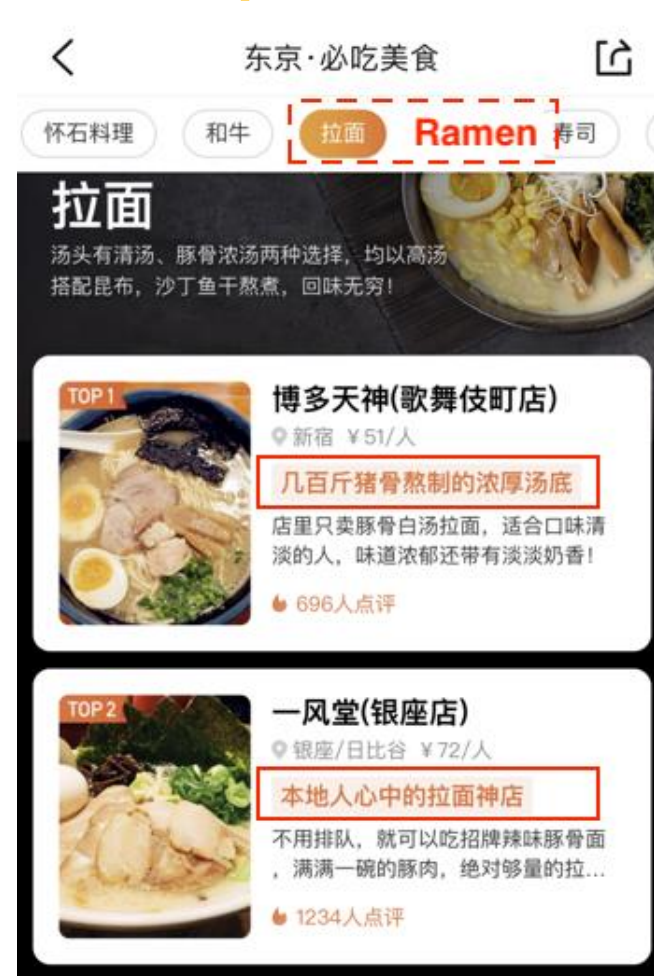 东京·必吃美食
怀石料理 和牛 拉面 Ramen 寿司
拉面
汤头有清汤、豚骨浓汤两种选择，均以高汤
搭配昆布，沙丁鱼干熬煮，回味无穷！
TOP 1
博多天神(歌舞伎町店)
新宿 ¥51/人
几百斤猪骨熬制的浓厚汤底
店里只卖豚骨白汤拉面，适合口味清
淡的人，味道浓郁还带有淡淡奶香！
696人点评
TOP 2
一风堂(银座店)
银座/日比谷 ¥72/人
本地人心中的拉面神店
不用排队，就可以吃招牌辣味豚骨面
，满满一碗的豚肉，绝对够量的拉...
1234人点评